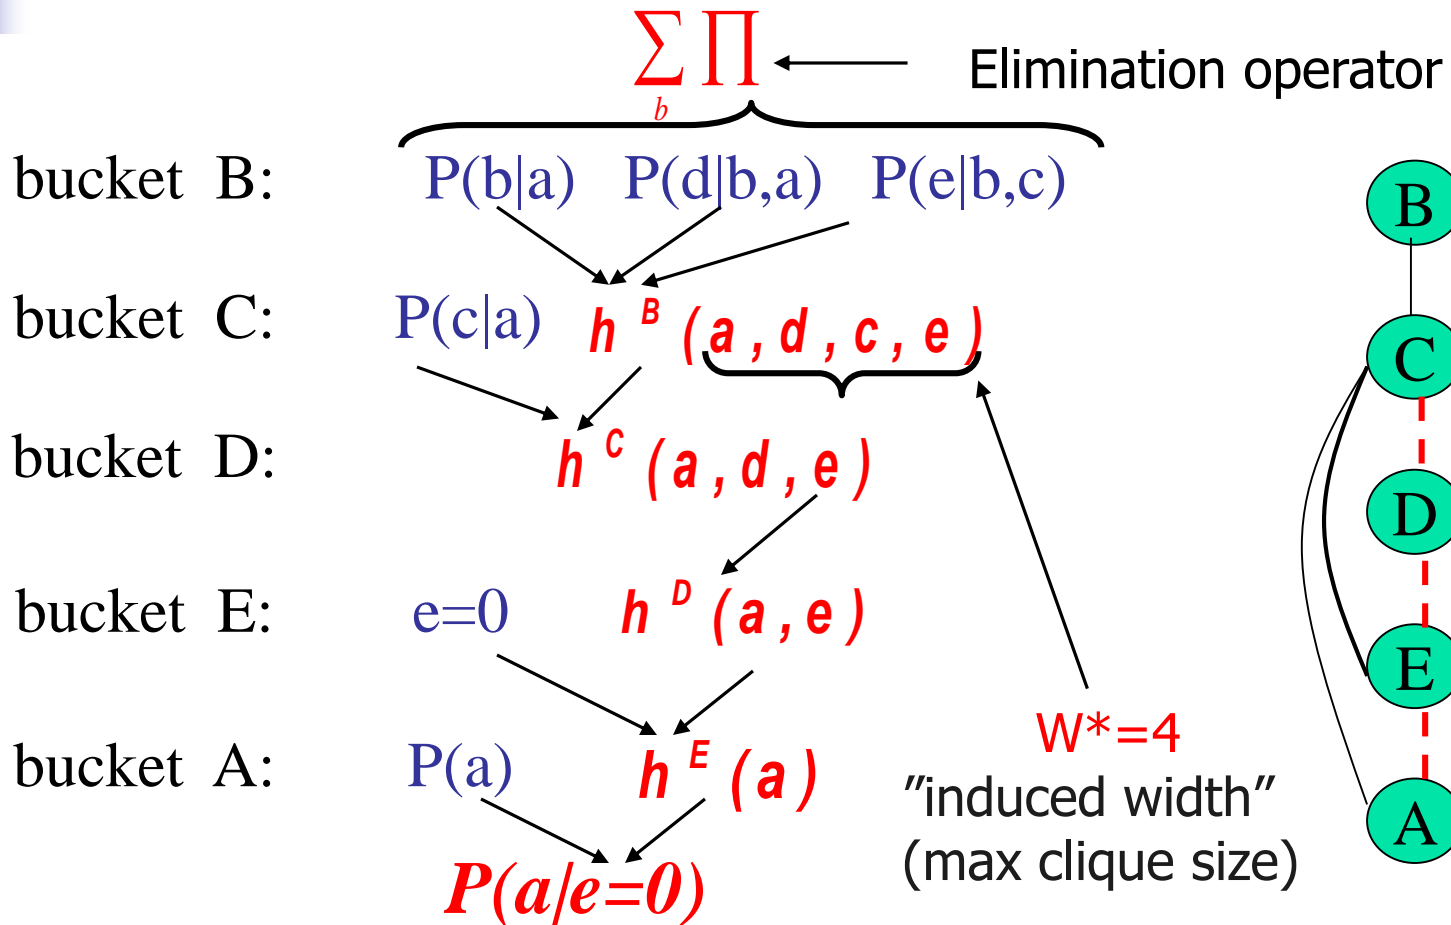 ∑ ∏
b
Elimination operator
bucket B: P(b|a) P(d|b,a) P(e|b,c)
B
bucket C: P(c|a) h^B (a, d, c, e)
C
bucket D: h^C (a, d, e)
D
bucket E: e=0 h^D (a, e)
E
bucket A: P(a) h^E (a)
A
W*=4
”induced width”
(max clique size)
P(a/e=0)